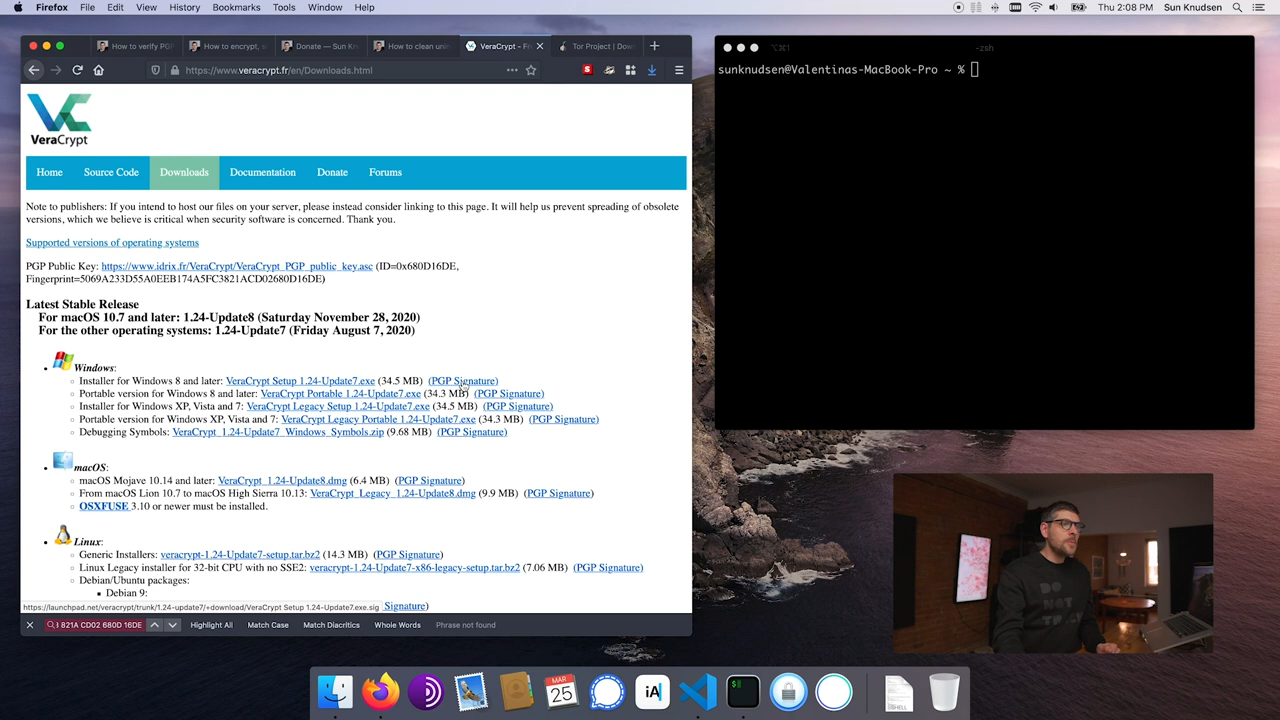 Firefox File Edit View History Bookmarks Tools Window Help
Thu 2:08 PM Sun Knudsen
How to verify PG
How to encrypt, s
Donate — Sun K
How to clean unin
VeraCrypt - Fr
Tor Project | Dow
https://www.veracrypt.fr/en/Downloads.html
VeraCrypt
Home Source Code Downloads Documentation Donate Forums
Note to publishers: If you intend to host our files on your server, please instead consider linking to this page. It will help us prevent spreading of obsolete
versions, which we believe is critical when security software is concerned. Thank you.
Supported versions of operating systems
PGP Public Key: https://www.idrix.fr/VeraCrypt/VeraCrypt_PGP_public_key.asc (ID=0x680D16DE,
Fingerprint=5069A233D55A0EEB174A5FC3821ACD02680D16DE)
Latest Stable Release
For macOS 10.7 and later: 1.24-Update8 (Saturday November 28, 2020)
For the other operating systems: 1.24-Update7 (Friday August 7, 2020)
Windows:
Installer for Windows 8 and later: VeraCrypt Setup 1.24-Update7.exe (34.5 MB) (PGP Signature)
Portable version for Windows 8 and later: VeraCrypt Portable 1.24-Update7.exe (34.3 MB) (PGP Signature)
Installer for Windows XP, Vista and 7: VeraCrypt Legacy Setup 1.24-Update7.exe (34.5 MB) (PGP Signature)
Portable version for Windows XP, Vista and 7: VeraCrypt Legacy Portable 1.24-Update7.exe (34.3 MB) (PGP Signature)
Debugging Symbols: VeraCrypt_1.24-Update7_Windows_Symbols.zip (9.68 MB) (PGP Signature)
macOS:
macOS Mojave 10.14 and later: VeraCrypt_1.24-Update8.dmg (6.4 MB) (PGP Signature)
From macOS Lion 10.7 to macOS High Sierra 10.13: VeraCrypt_Legacy_1.24-Update8.dmg (9.9 MB) (PGP Signature)
OSXFUSE 3.10 or newer must be installed.
Linux:
Generic Installers: veracrypt-1.24-Update7-setup.tar.bz2 (14.3 MB) (PGP Signature)
Linux Legacy installer for 32-bit CPU with no SSE2: veracrypt-1.24-Update7-x86-legacy-setup.tar.bz2 (7.06 MB) (PGP Signature)
Debian/Ubuntu packages:
Debian 9:
https://launchpad.net/veracrypt/trunk/1.24-update7/+download/VeraCrypt Setup 1.24-Update7.exe.sig Signature)
821A CD02 680D 16DE Highlight All Match Case Match Diacritics Whole Words Phrase not found
-zsh
sunknudsen@Valentinas-MacBook-Pro ~ %
DO
NOT
TRACK
MAR
25
iA
$
SHELL